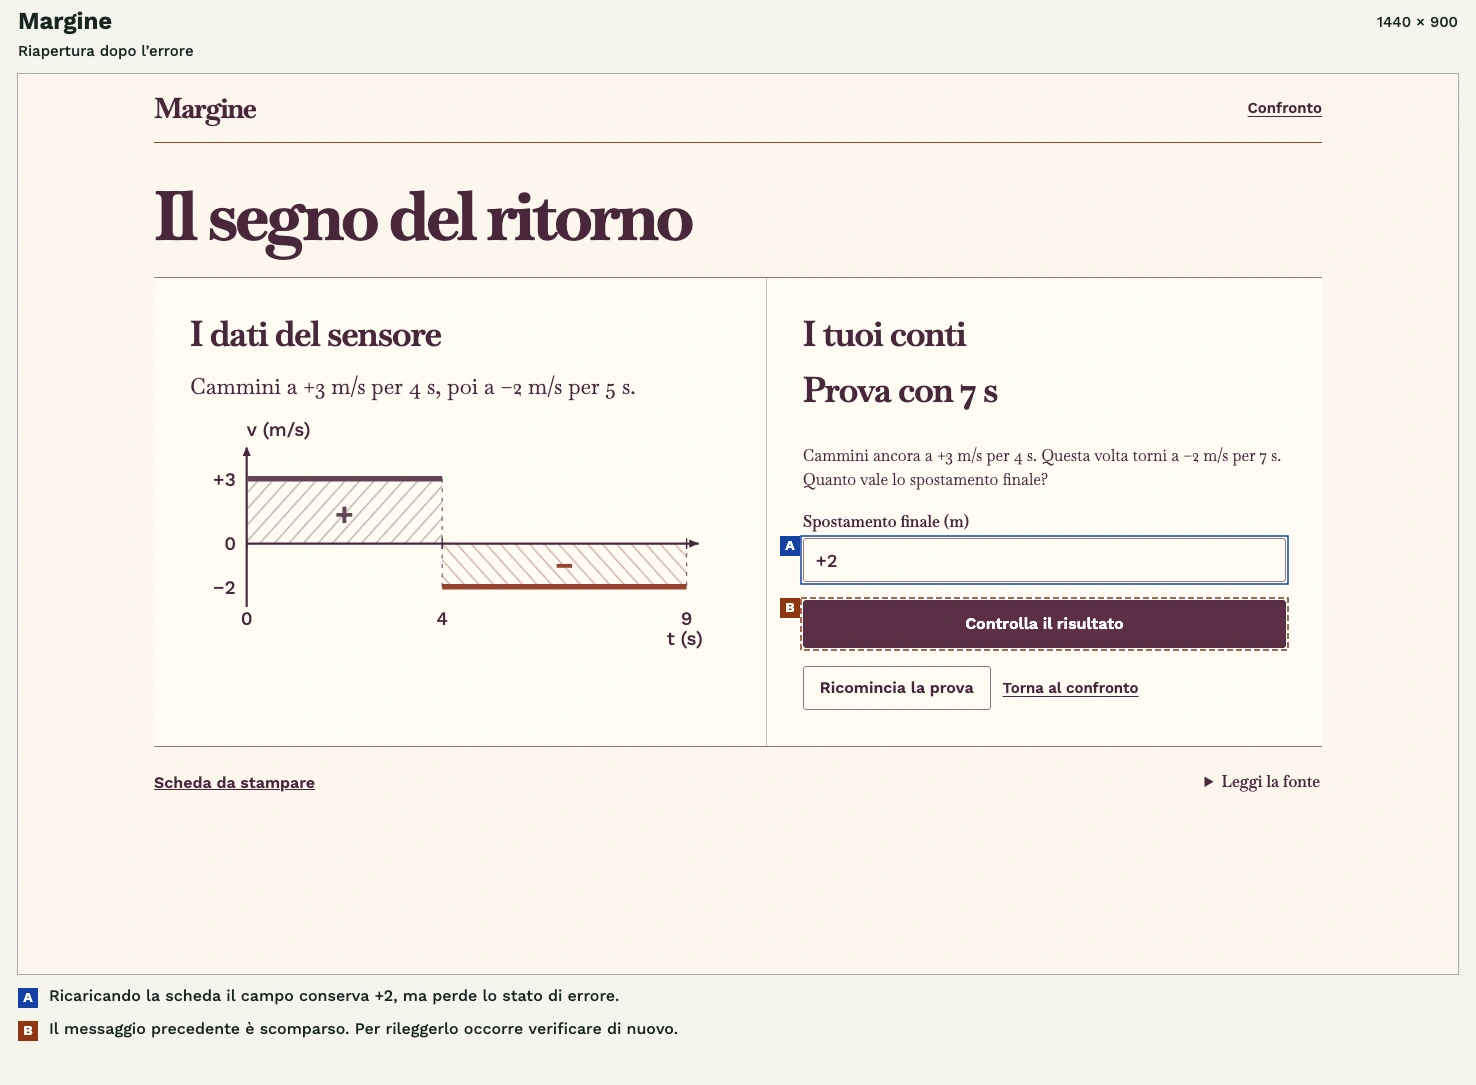 Margine
1440 × 900
Riapertura dopo l’errore
Margine
Confronto
Il segno del ritorno
I dati del sensore
Cammini a +3 m/s per 4 s, poi a −2 m/s per 5 s.
v (m/s)
+3
+
0
−
−2
0
4
9
t (s)
I tuoi conti
Prova con 7 s
Cammini ancora a +3 m/s per 4 s. Questa volta torni a −2 m/s per 7 s.
Quanto vale lo spostamento finale?
Spostamento finale (m)
A
+2
B
Controlla il risultato
Ricomincia la prova
Torna al confronto
Scheda da stampare
Leggi la fonte
A Ricaricando la scheda il campo conserva +2, ma perde lo stato di errore.
B Il messaggio precedente è scomparso. Per rileggerlo occorre verificare di nuovo.